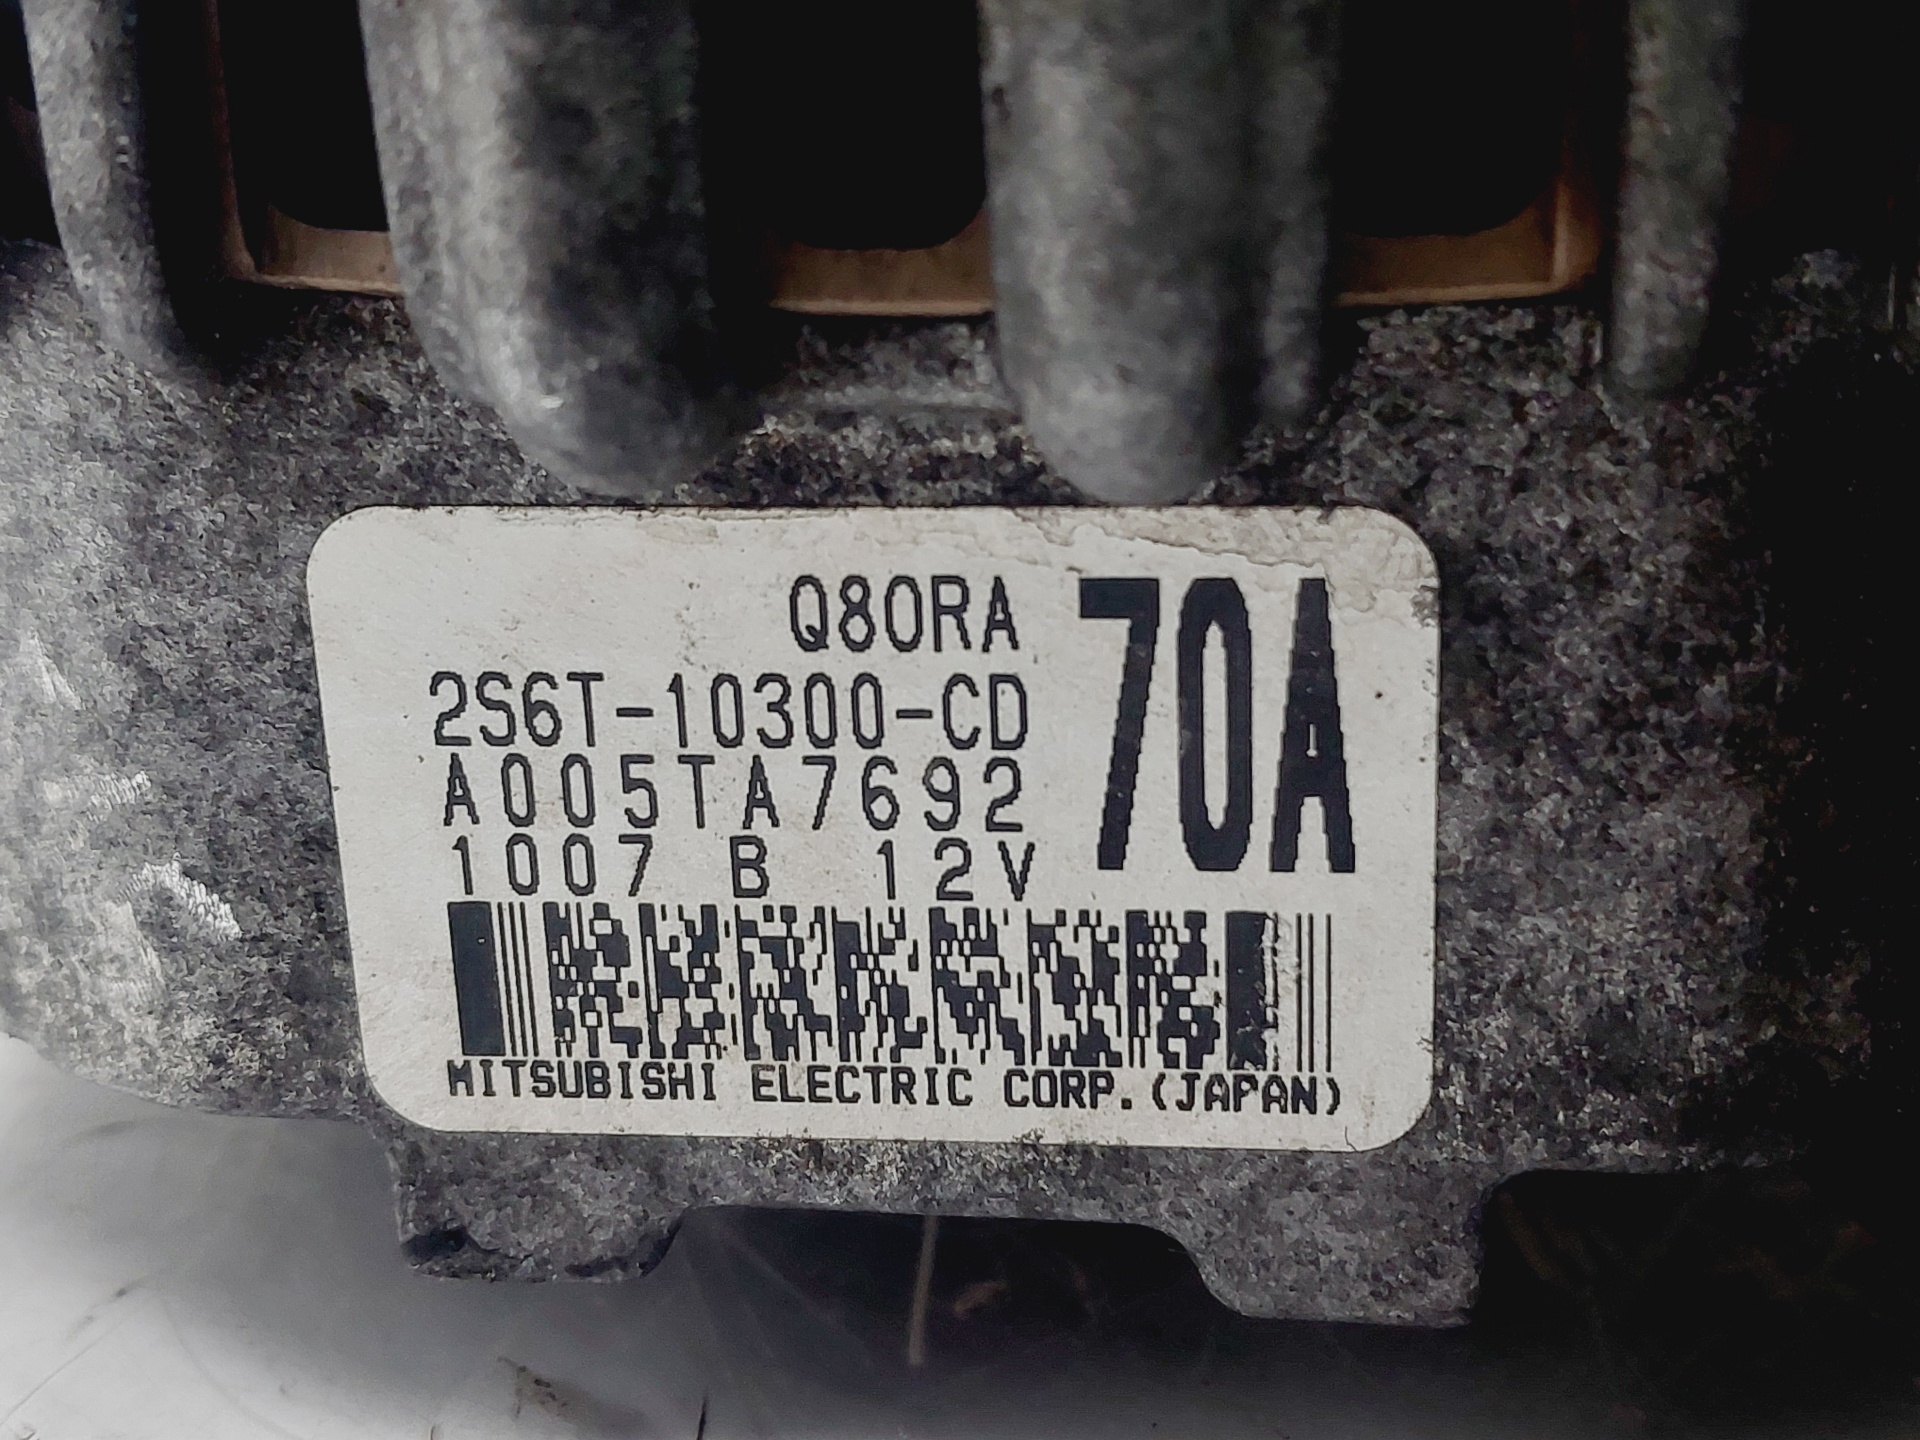 Q80RA
70A
2S6T-10300-CD
A005TA7692
1007 B 12V
MITSUBISHI ELECTRIC CORP.(JAPAN)